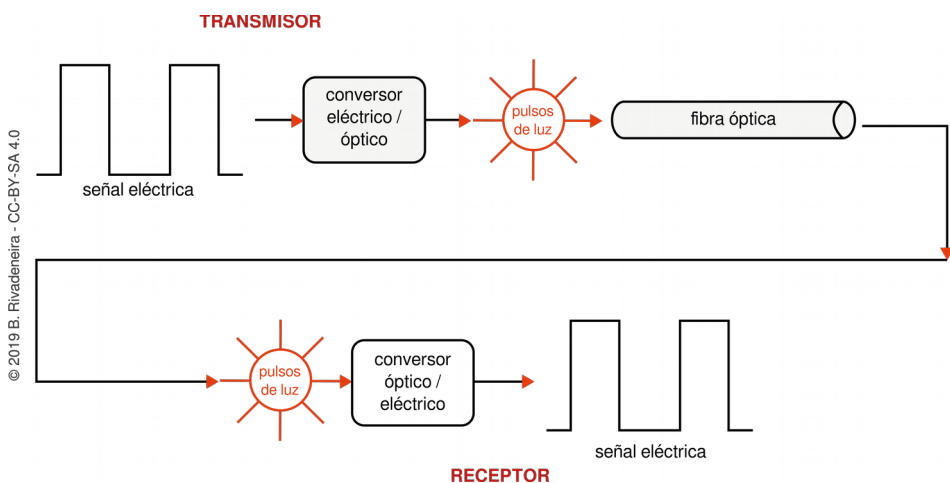 TRANSMISOR
conversor
eléctrico /
óptico
pulsos
de luz
fibra óptica
señal eléctrica
© 2019 B. Rivadeneira - CC-BY-SA 4.0
pulsos
de luz
conversor
óptico /
eléctrico
señal eléctrica
RECEPTOR